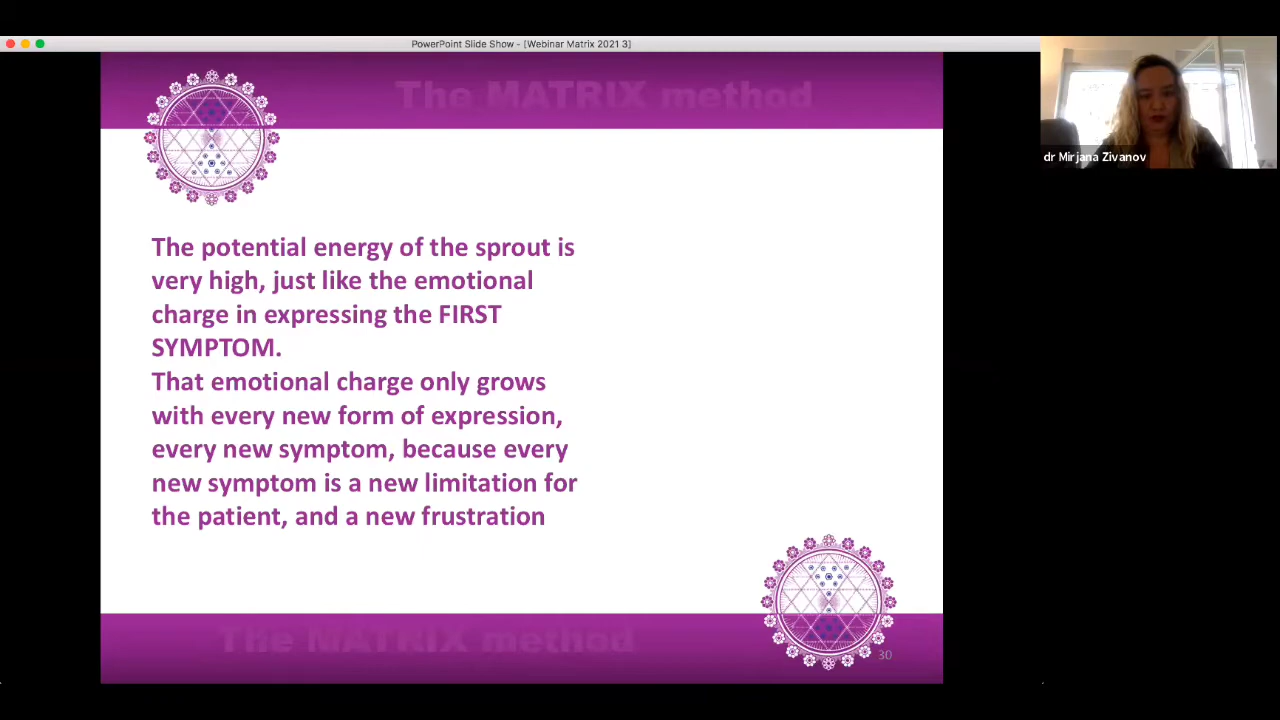 PowerPoint Slide Show - [Webinar Matrix 2021 3]
The MATRIX method
dr Mirjana Zivanov
The potential energy of the sprout is
very high, just like the emotional
charge in expressing the FIRST
SYMPTOM.
That emotional charge only grows
with every new form of expression,
every new symptom, because every
new symptom is a new limitation for
the patient, and a new frustration
The MATRIX method
30